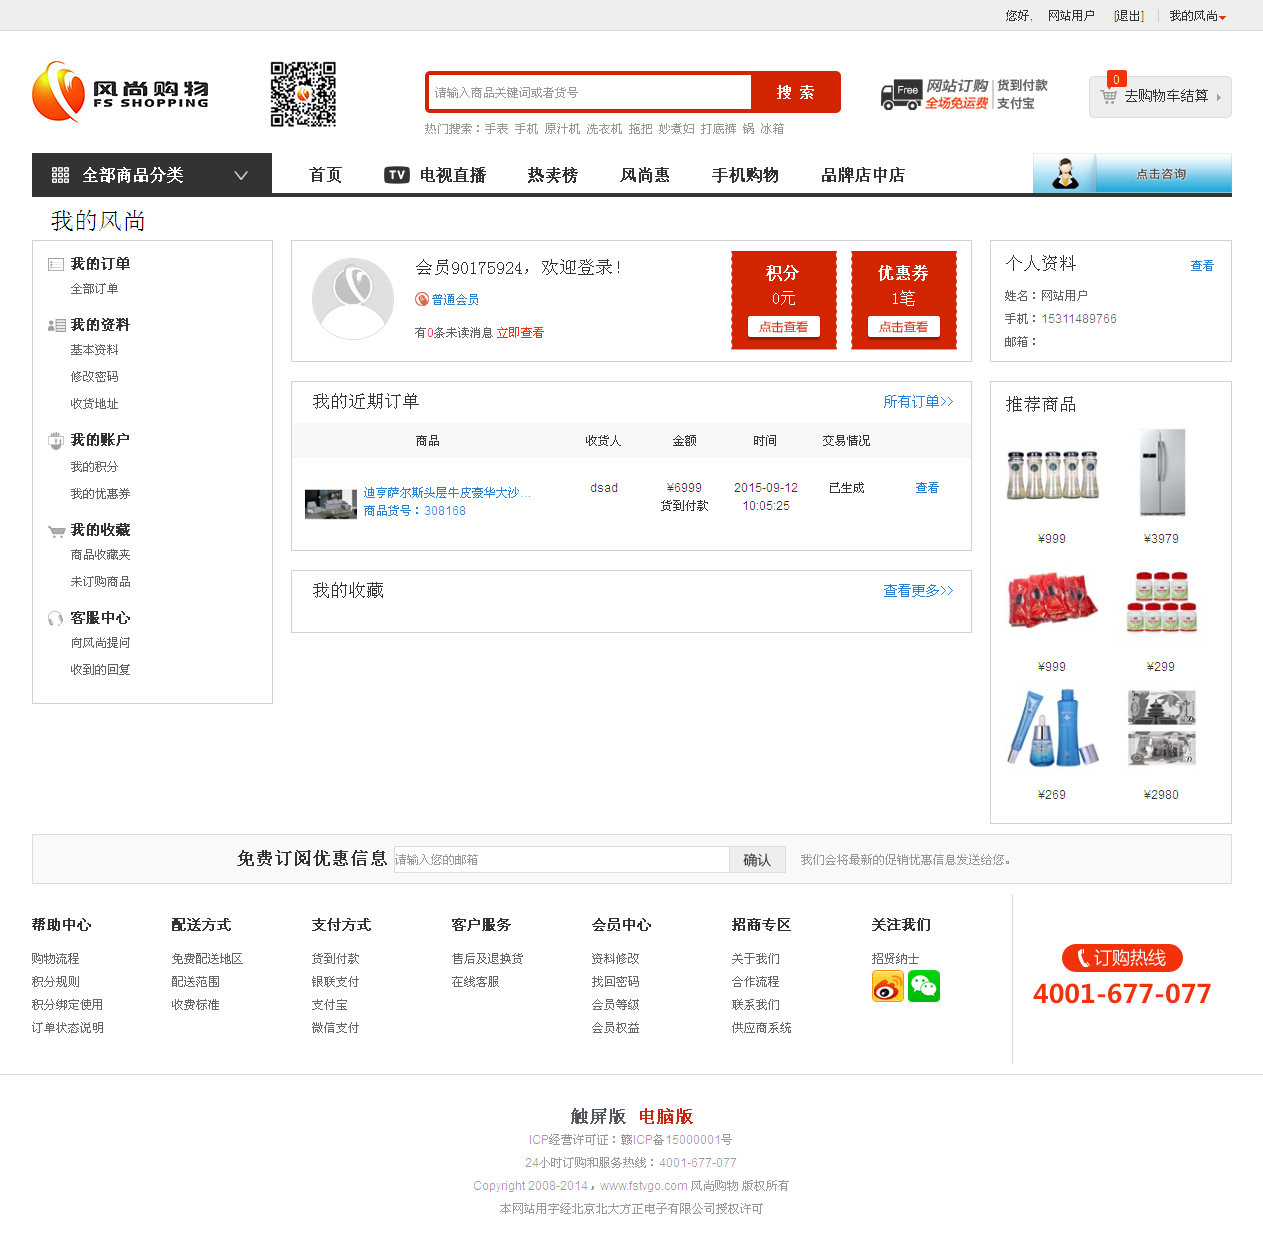 您好, 网站用户 [退出] 我的风尚
风尚购物
FS SHOPPING
请输入商品关键词或者货号
搜 索
热门搜索：手表 手机 原汁机 洗衣机 拖把 妙煮妇 打底裤 锅 冰箱
Free
网站订购
全场免运费
货到付款
支付宝
0
去购物车结算
全部商品分类
首页
TV 电视直播
热卖榜
风尚惠
手机购物
品牌店中店
点击咨询
我的风尚
我的订单
全部订单
我的资料
基本资料
修改密码
收货地址
我的账户
我的积分
我的优惠券
我的收藏
商品收藏夹
未订购商品
客服中心
向风尚提问
收到的回复
会员90175924，欢迎登录！
普通会员
有0条未读消息 立即查看
积分
0元
点击查看
优惠券
1笔
点击查看
个人资料 查看
姓名：网站用户
手机：15311489766
邮箱：
我的近期订单 所有订单>>
商品 收货人 金额 时间 交易情况
迪亨萨尔斯头层牛皮豪华大沙...
商品货号：308168
dsad
¥6999
货到付款
2015-09-12
10:05:25
已生成
查看
我的收藏 查看更多>>
推荐商品
¥999 ¥3979
¥999 ¥299
¥269 ¥2980
免费订阅优惠信息 请输入您的邮箱 确认 我们会将最新的促销优惠信息发送给您。
帮助中心
购物流程
积分规则
积分绑定使用
订单状态说明
配送方式
免费配送地区
配送范围
收费标准
支付方式
货到付款
银联支付
支付宝
微信支付
客户服务
售后及退换货
在线客服
会员中心
资料修改
找回密码
会员等级
会员权益
招商专区
关于我们
合作流程
联系我们
供应商系统
关注我们
招贤纳士
订购热线
4001-677-077
触屏版 电脑版
ICP经营许可证：赣ICP备15000001号
24小时订购和服务热线：4001-677-077
Copyright 2008-2014，www.fstvgo.com 风尚购物 版权所有
本网站用字经北京北大方正电子有限公司授权许可